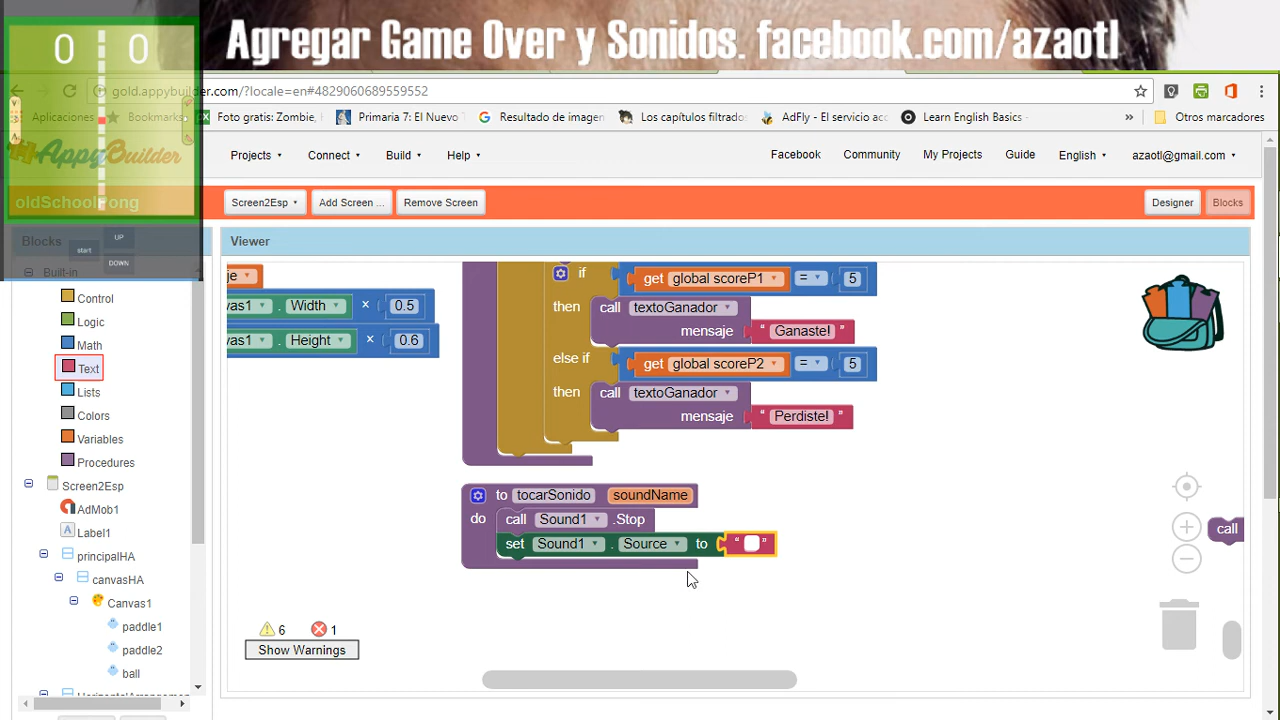 Agregar Game Over y Sonidos. facebook.com/azaotl
0 0
AppyBuilder
start
UP
DOWN
gold.appybuilder.com/?locale=en#4829060689559552
Aplicaciones
Bookmarks
Foto gratis: Zombie,
Primaria 7: El Nuevo
Resultado de imagen
Los capítulos filtrados
AdFly - El servicio ac
Learn English Basics -
»
Otros marcadores
Projects
Connect
Build
Help
Facebook
Community
My Projects
Guide
English
azaotl@gmail.com
Screen2Esp
Add Screen ...
Remove Screen
Designer
Blocks
Blocks
Viewer
Built-in
Control
Logic
Math
Text
Lists
Colors
Variables
Procedures
Screen2Esp
AdMob1
Label1
principalHA
canvasHA
Canvas1
paddle1
paddle2
ball
je
vas1 . Width × 0.5
vas1 . Height × 0.6
if get global scoreP1 = 5
then call textoGanador
mensaje “ Ganaste! ”
else if get global scoreP2 = 5
then call textoGanador
mensaje “ Perdiste! ”
to tocarSonido soundName
do call Sound1 .Stop
set Sound1 . Source to “ ”
call
6 1
Show Warnings